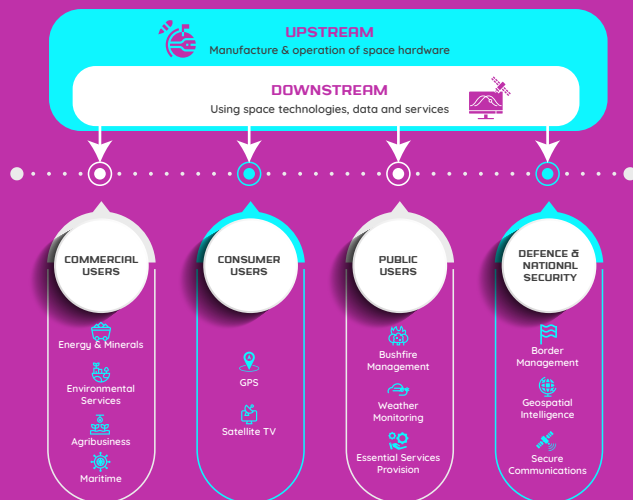 UPSTREAM
Manufacture & operation of space hardware
DOWNSTREAM
Using space technologies, data and services
COMMERCIAL
USERS
Energy & Minerals
Environmental
Services
Agribusiness
Maritime
CONSUMER
USERS
GPS
Satellite TV
PUBLIC
USERS
Bushfire
Management
Weather
Monitoring
Essential Services
Provision
DEFENCE &
NATIONAL
SECURITY
Border
Management
Geospatial
Intelligence
Secure
Communications